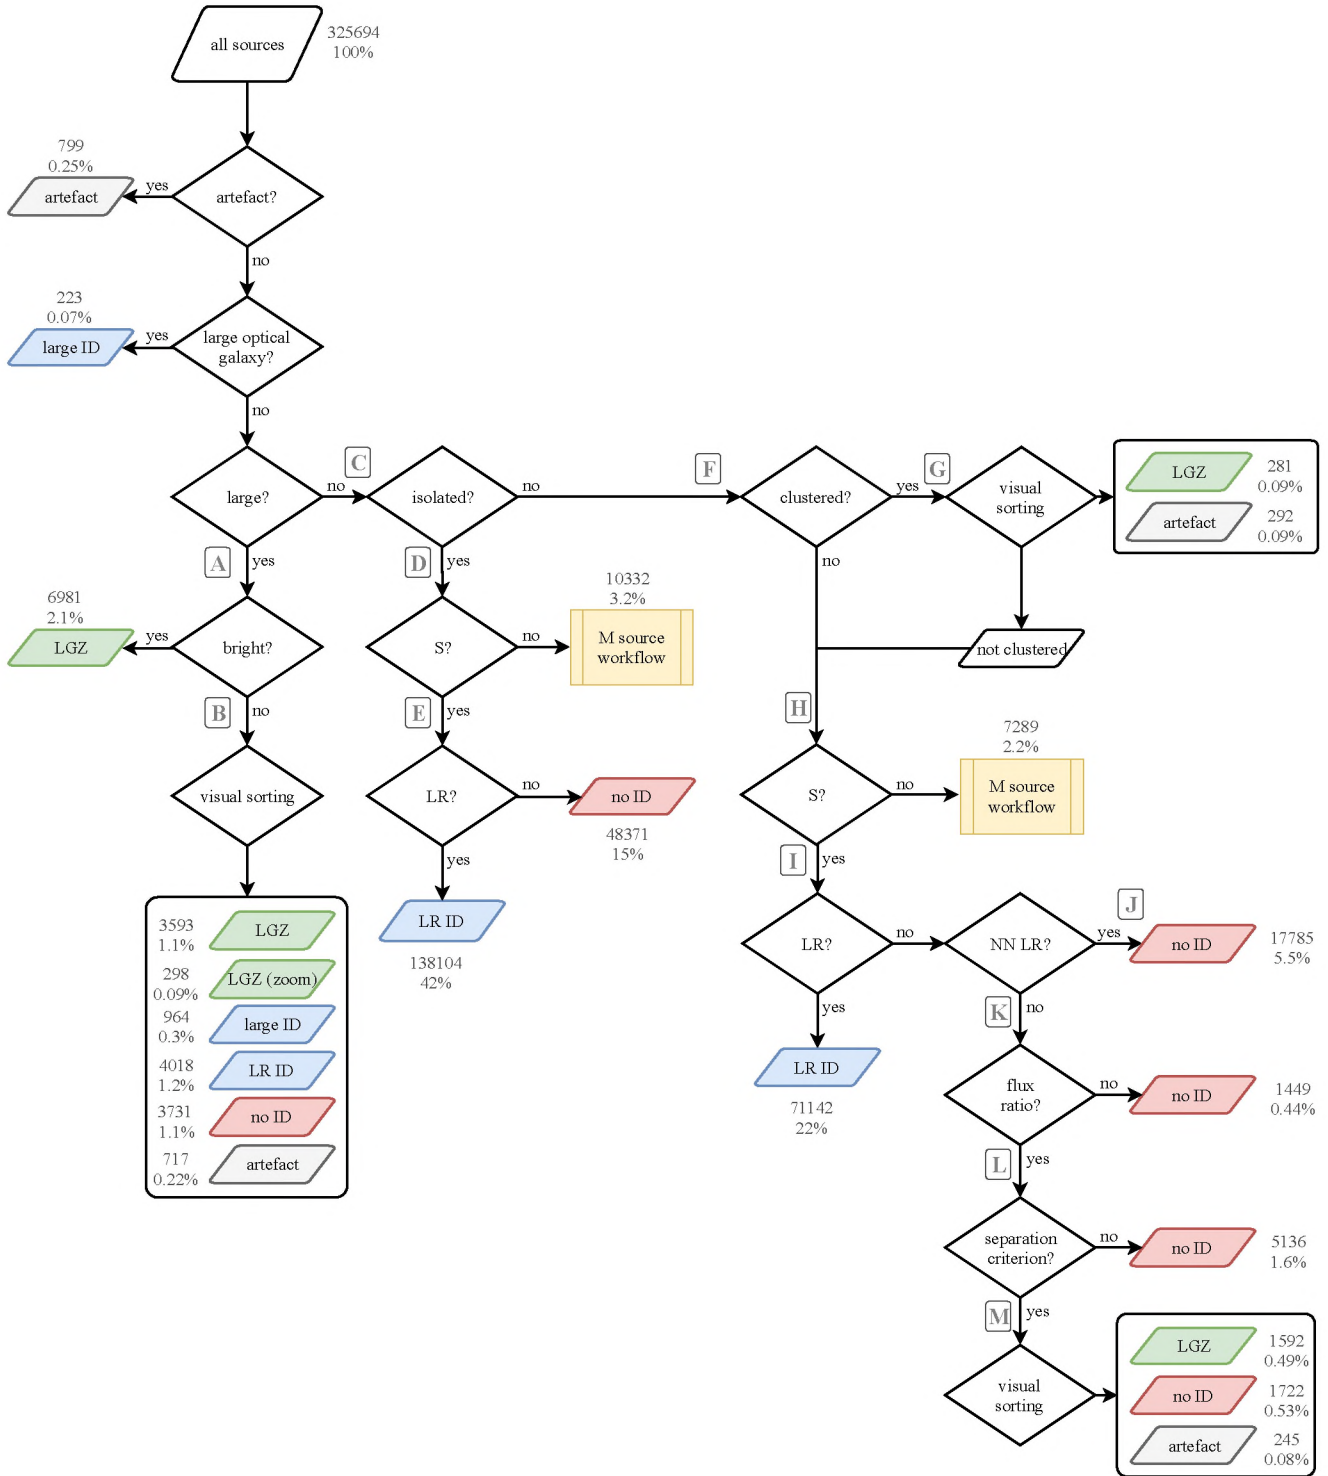 all sources
325694
100%
799
0.25%
artefact
yes
artefact?
no
223
0.07%
large ID
yes
large optical
galaxy?
no
large?
no
C
isolated?
no
F
clustered?
yes
G
visual
sorting
LGZ
281
0.09%
artefact
292
0.09%
A
yes
D
yes
no
6981
2.1%
LGZ
yes
bright?
S?
no
10332
3.2%
M source
workflow
not clustered
B
no
E
yes
H
visual sorting
LR?
no
no ID
48371
15%
S?
no
7289
2.2%
M source
workflow
yes
I
yes
3593
1.1%
LGZ
298
0.09%
LGZ (zoom)
964
0.3%
large ID
4018
1.2%
LR ID
3731
1.1%
no ID
717
0.22%
artefact
LR ID
138104
42%
LR?
no
NN LR?
yes
J
no ID
17785
5.5%
yes
K
no
LR ID
71142
22%
flux
ratio?
no
no ID
1449
0.44%
L
yes
separation
criterion?
no
no ID
5136
1.6%
M
yes
visual
sorting
LGZ
1592
0.49%
no ID
1722
0.53%
artefact
245
0.08%